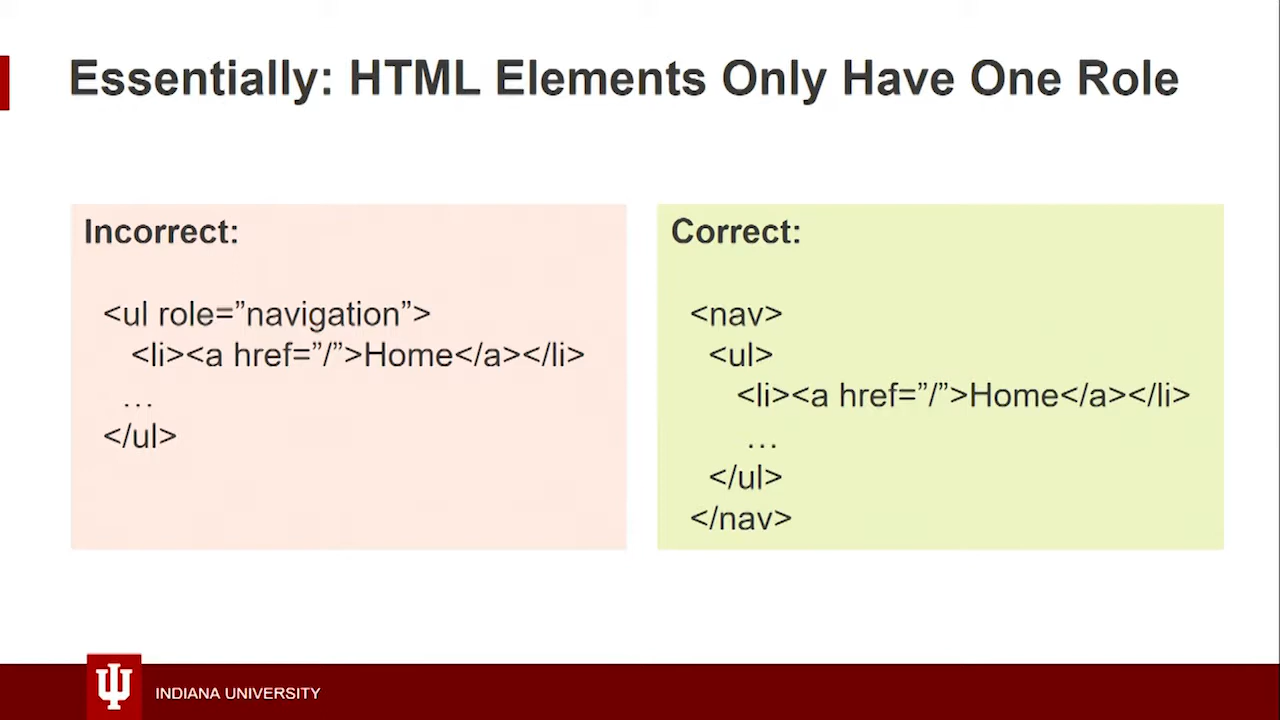 Essentially: HTML Elements Only Have One Role
Incorrect:
<ul role=”navigation”>
<li><a href=”/”>Home</a></li>
…
</ul>
Correct:
<nav>
<ul>
<li><a href=”/”>Home</a></li>
…
</ul>
</nav>
INDIANA UNIVERSITY